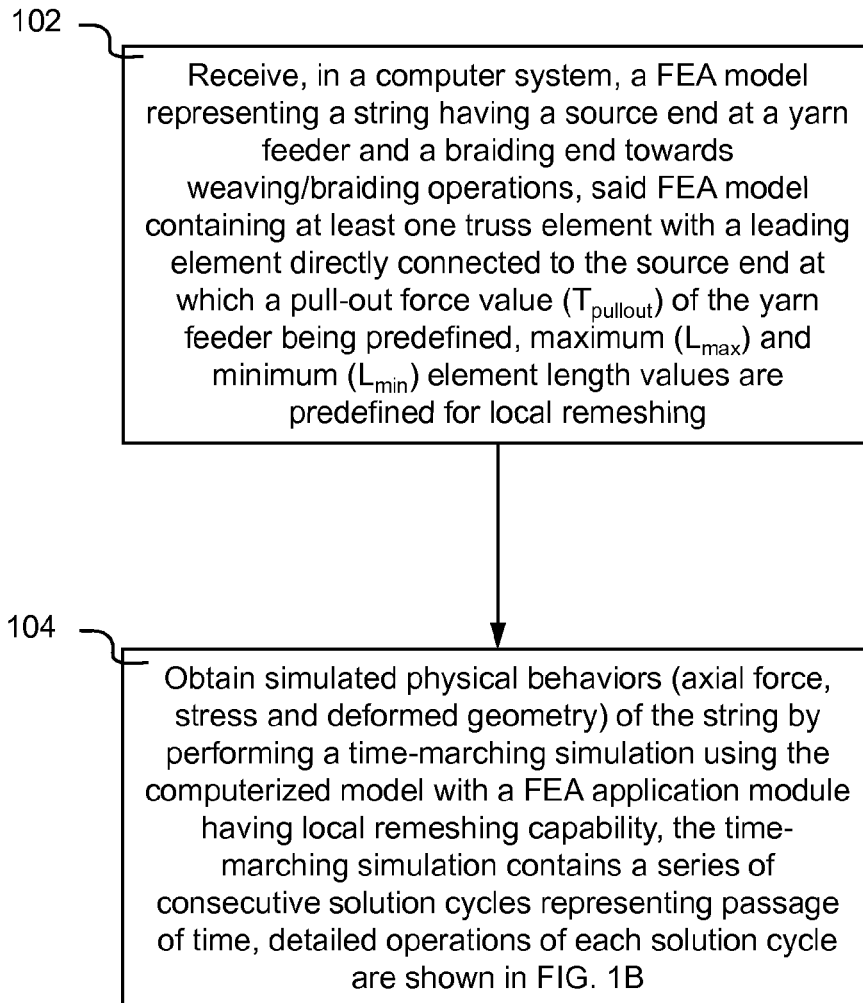 102
Receive, in a computer system, a FEA model
representing a string having a source end at a yarn
feeder and a braiding end towards
weaving/braiding operations, said FEA model
containing at least one truss element with a leading
element directly connected to the source end at
which a pull-out force value (Tpullout) of the yarn
feeder being predefined, maximum (Lmax) and
minimum (Lmin) element length values are
predefined for local remeshing
104
Obtain simulated physical behaviors (axial force,
stress and deformed geometry) of the string by
performing a time-marching simulation using the
computerized model with a FEA application module
having local remeshing capability, the time-
marching simulation contains a series of
consecutive solution cycles representing passage
of time, detailed operations of each solution cycle
are shown in FIG. 1B